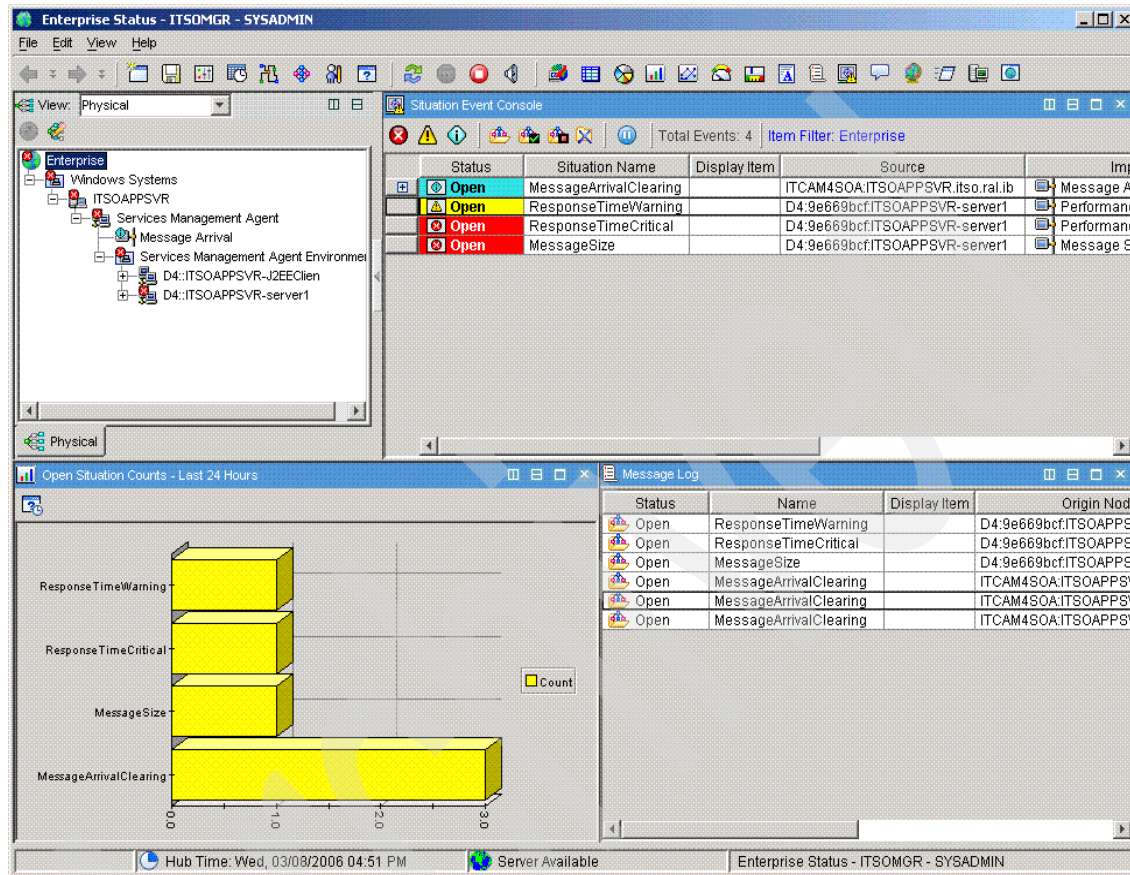 Enterprise Status - ITSOMGR - SYSADMIN
File Edit View Help
View: Physical
Enterprise
Windows Systems
ITSOAPPSVR
Services Management Agent
Message Arrival
Services Management Agent Environmen
D4::ITSOAPPSVR-J2EEClien
D4::ITSOAPPSVR-server1
Physical
Situation Event Console
Total Events: 4 Item Filter: Enterprise
Status Situation Name Display Item Source Imp
Open MessageArrivalClearing ITCAM4SOA:ITSOAPPSVR.itso.ral.ib Message A
Open ResponseTimeWarning D4:9e669bcf:ITSOAPPSVR-server1 Performan
Open ResponseTimeCritical D4:9e669bcf:ITSOAPPSVR-server1 Performan
Open MessageSize D4:9e669bcf:ITSOAPPSVR-server1 Message S
Open Situation Counts - Last 24 Hours
ResponseTimeWarning
ResponseTimeCritical
MessageSize
MessageArrivalClearing
0.0 1.0 2.0 3.0
Count
Message Log
Status Name Display Item Origin Nod
Open ResponseTimeWarning D4:9e669bcf:ITSOAPPS
Open ResponseTimeCritical D4:9e669bcf:ITSOAPPS
Open MessageSize D4:9e669bcf:ITSOAPPS
Open MessageArrivalClearing ITCAM4SOA:ITSOAPPSV
Open MessageArrivalClearing ITCAM4SOA:ITSOAPPSV
Open MessageArrivalClearing ITCAM4SOA:ITSOAPPSV
Hub Time: Wed, 03/08/2006 04:51 PM Server Available Enterprise Status - ITSOMGR - SYSADMIN